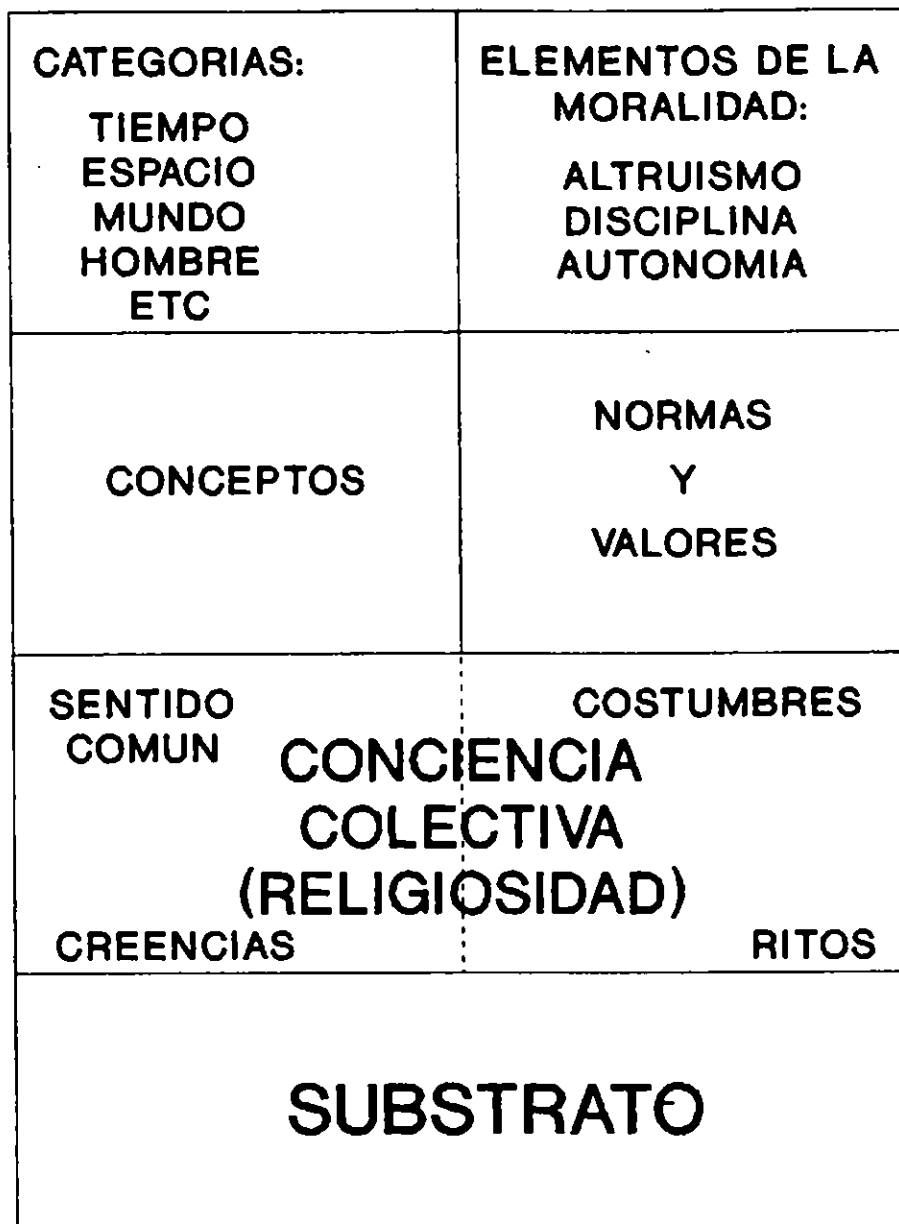 CATEGORIAS:
TIEMPO
ESPACIO
MUNDO
HOMBRE
ETC
ELEMENTOS DE LA
MORALIDAD:
ALTRUISMO
DISCIPLINA
AUTONOMIA
CONCEPTOS
NORMAS
Y
VALORES
SENTIDO
COMUN
COSTUMBRES
CONCIENCIA
COLECTIVA
(RELIGIOSIDAD)
CREENCIAS
RITOS
SUBSTRATO